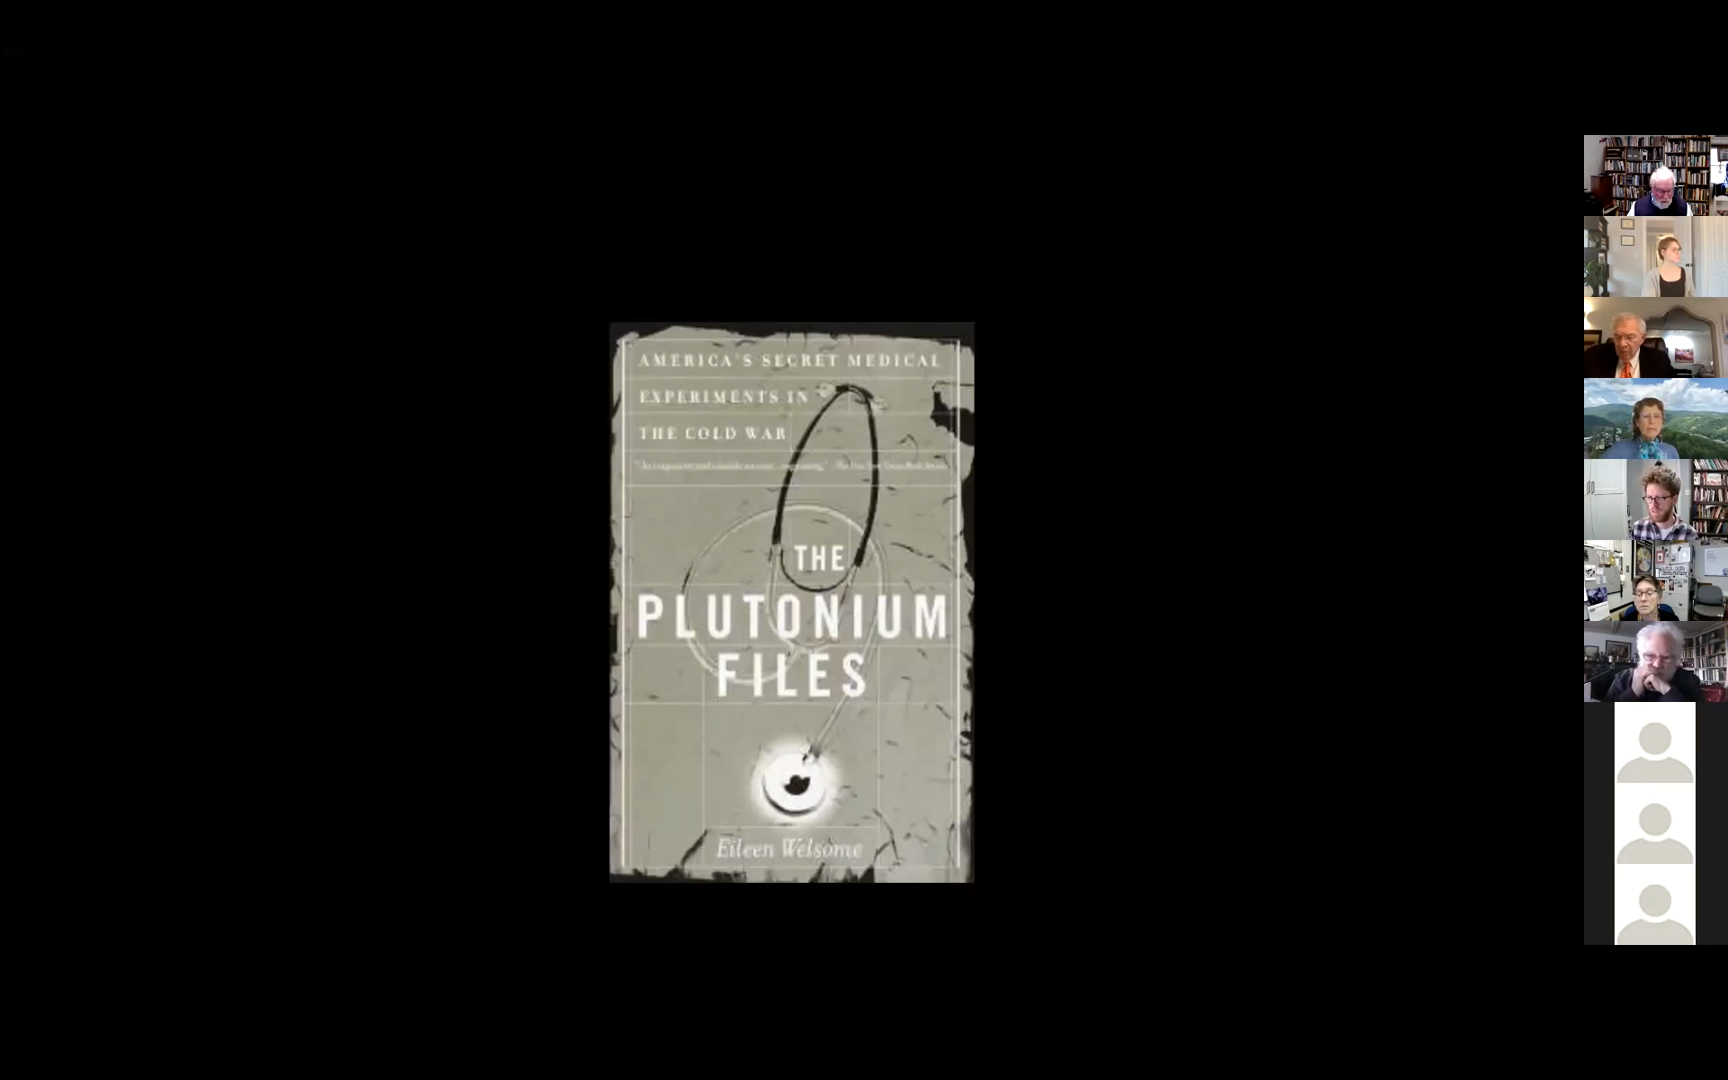 AMERICA'S SECRET MEDICAL
EXPERIMENTS IN
THE COLD WAR
THE
PLUTONIUM
FILES
Eileen Welsome